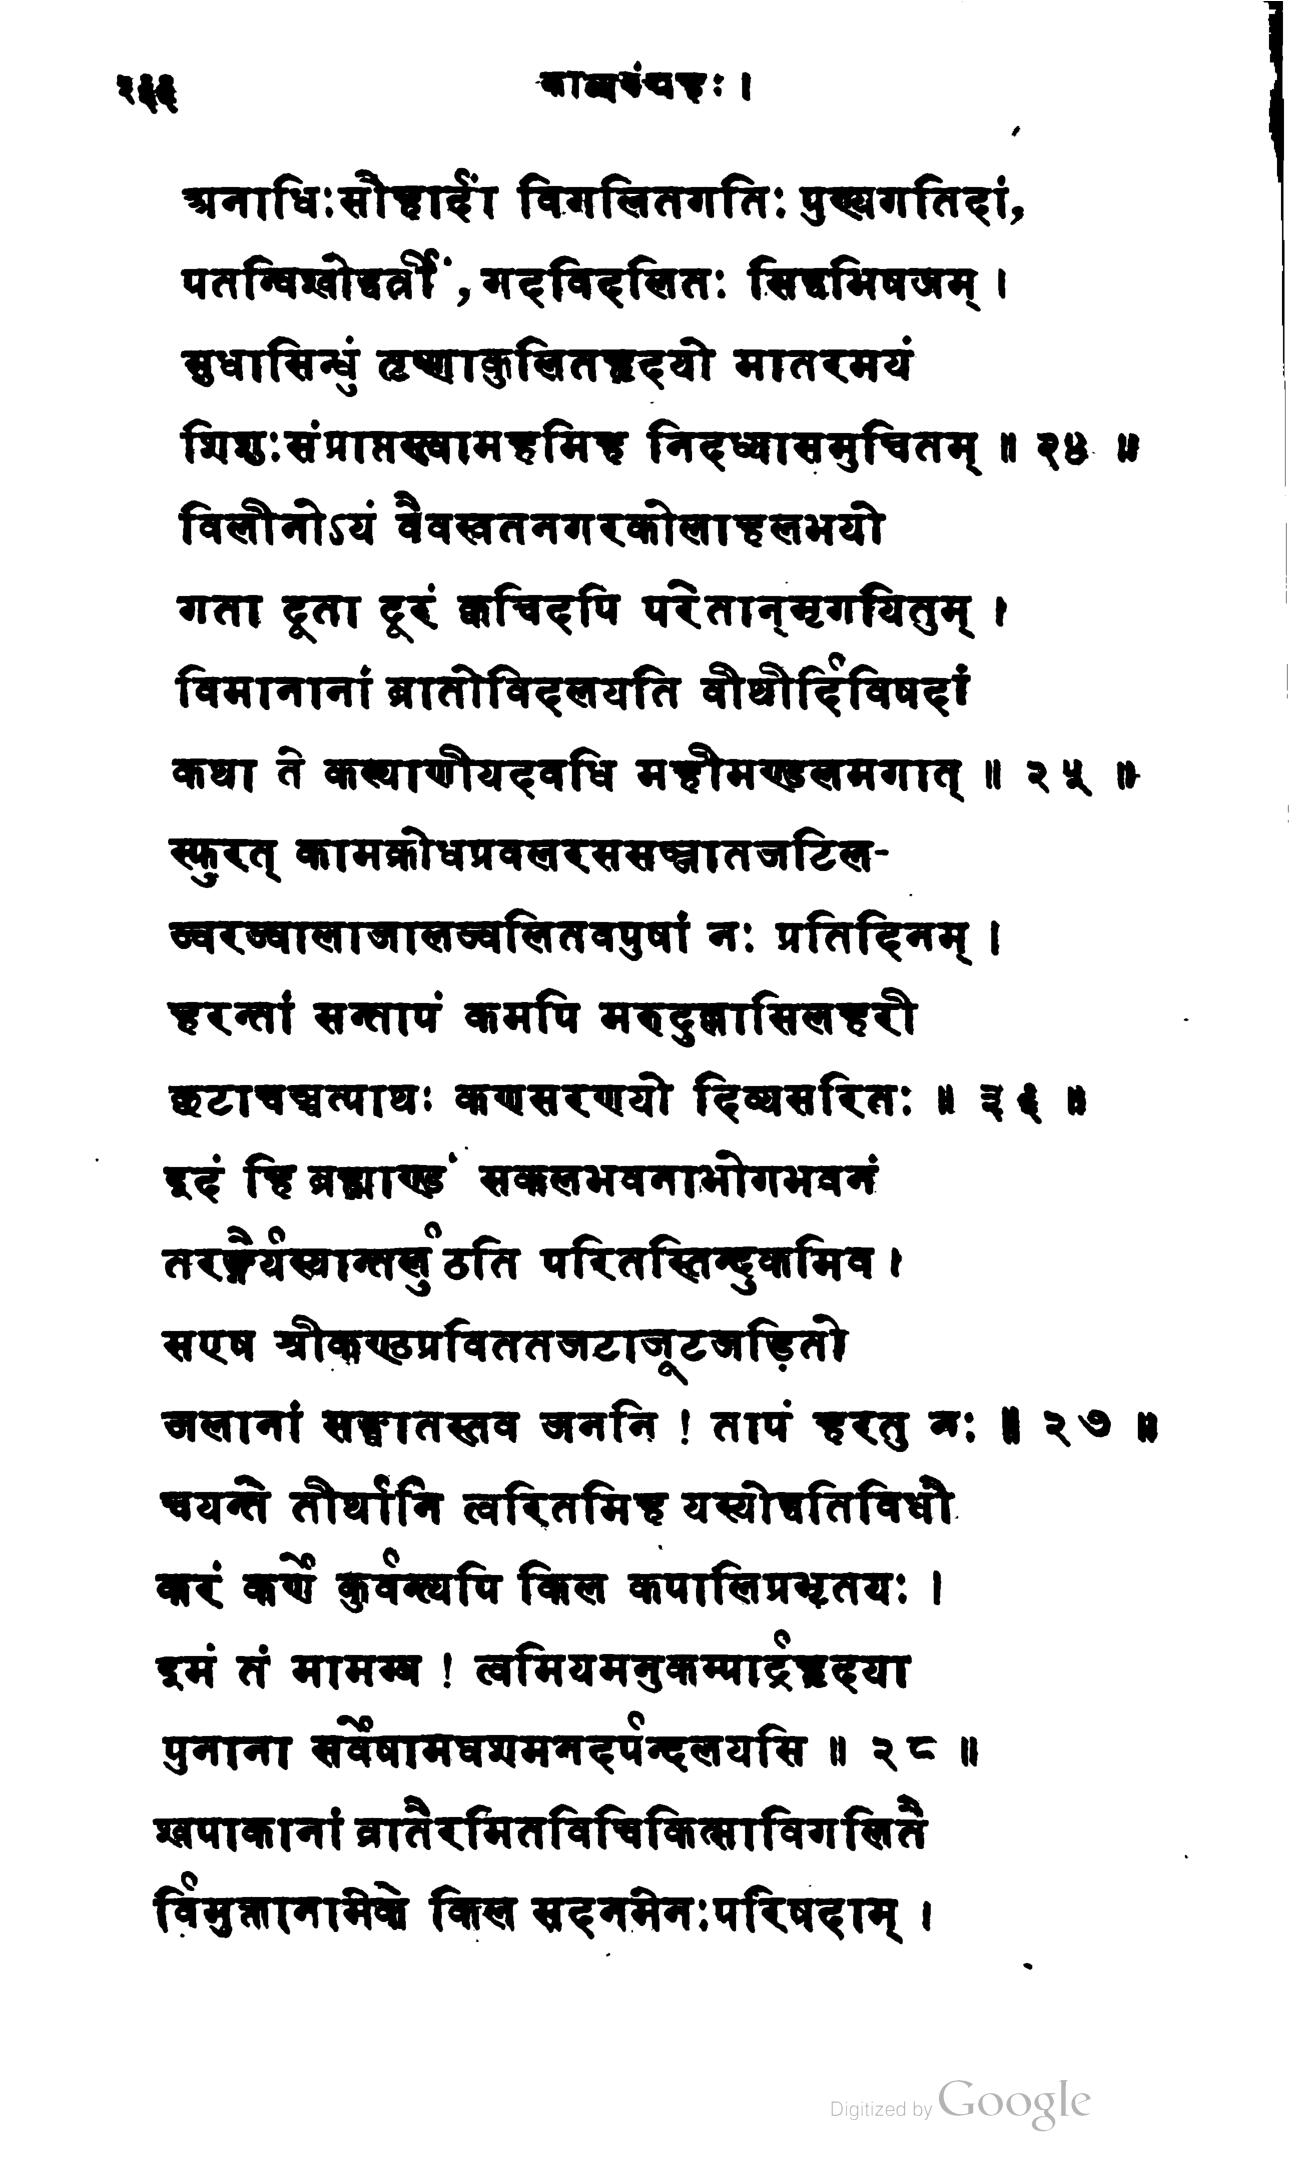 २६६ काव्यसंग्रहः।
अनाधिःसौहार्द्दां विगलितगतिः पुण्यगतिदां,
पतन्विश्वोद्धर्त्रीं, गदविदलितः सिद्धभिषजम्।
सुधासिन्धुं तृष्णाकुलितहृदयो मातरमयं
शिशुःसंप्राप्तस्त्वामहमिह निदध्यासमुचितम्॥ २४ ॥
विलीनोऽयं वैवस्वतनगरकोलाहलभयो
गता दूता दूरं क्वचिदपि परेतान्मृगयितुम्।
विमानानां व्रातोविदलयति वीथीर्दिविषदां
कथा ते कल्याणीयदवधि महीमण्डलमगात्॥ २५ ॥
स्फुरत् कामक्रोधप्रवलरससञ्जातजटिल-
ज्वरज्वालाजालज्वलितवपुषां नः प्रतिदिनम्।
हरन्तां सन्तापं कमपि मरुदुल्लासिलहरी
छटाचञ्चत्पाथः कणसरणयो दिव्यसरितः॥ २६ ॥
इदं हि ब्रह्माण्डं सकलभवनाभोगभवनं
तरङ्गैर्यस्यान्तर्लुठति परितस्तिन्दुकमिव।
सएष श्रीकण्ठप्रविततजटाजूटजडितो
जलानां सङ्घातस्तव जननि! तापं हरतु नः॥ २७ ॥
त्रपन्ते तीर्थानि त्वरितमिह यस्योद्धतिविधौ
करं कर्णे कुर्वन्त्यपि किल कपालिप्रभृतयः।
इमं तं मामम्ब! त्वमियमनुकम्पार्द्रहृदया
पुनाना सर्वेषामघशमनदर्पन्दलयसि॥ २८ ॥
श्वपाकानां व्रातैरमितविचिकित्साविगलितै
र्विमुक्तानामेकं किल सदनमेनःपरिषदाम्।
Digitized by Google